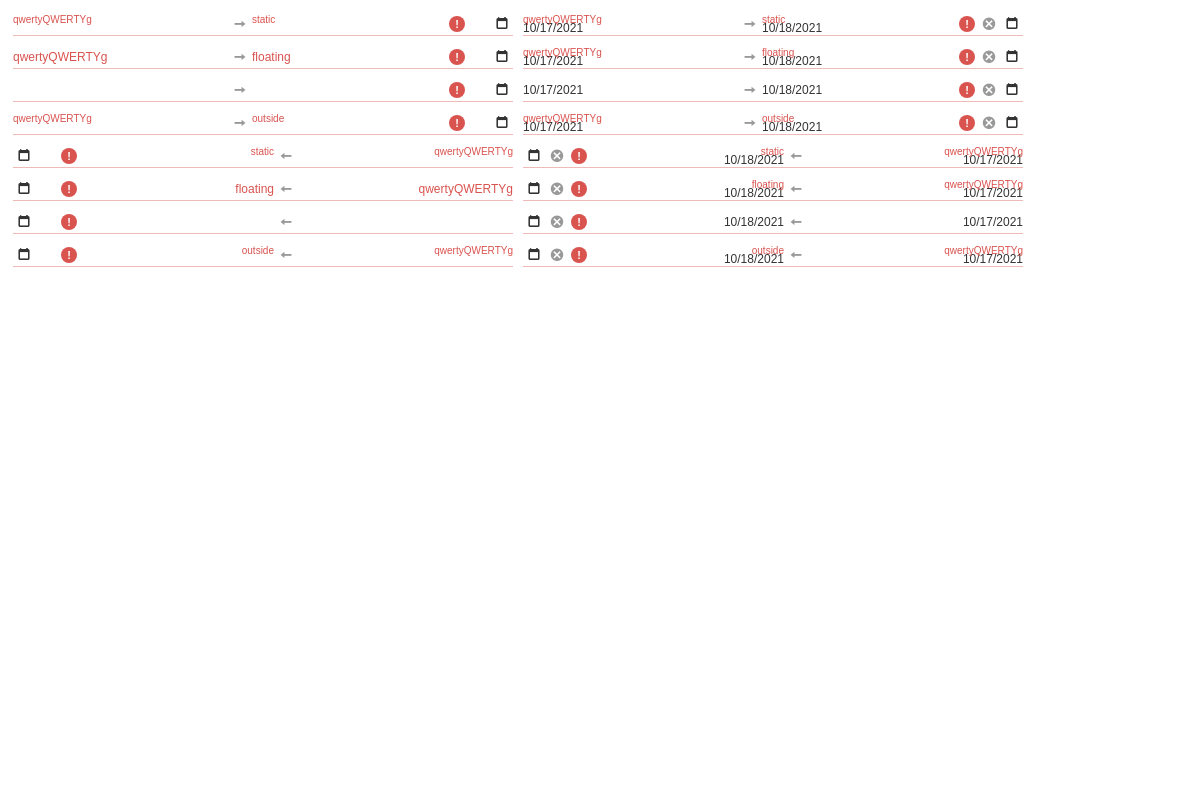 qwertyQWERTYg static qwertyQWERTYg static
10/17/2021 10/18/2021
qwertyQWERTYg floating qwertyQWERTYg floating
10/17/2021 10/18/2021
10/17/2021 10/18/2021
qwertyQWERTYg outside qwertyQWERTYg outside
10/17/2021 10/18/2021
static qwertyQWERTYg static qwertyQWERTYg
10/18/2021 10/17/2021
floating qwertyQWERTYg floating qwertyQWERTYg
10/18/2021 10/17/2021
10/18/2021 10/17/2021
outside qwertyQWERTYg outside qwertyQWERTYg
10/18/2021 10/17/2021